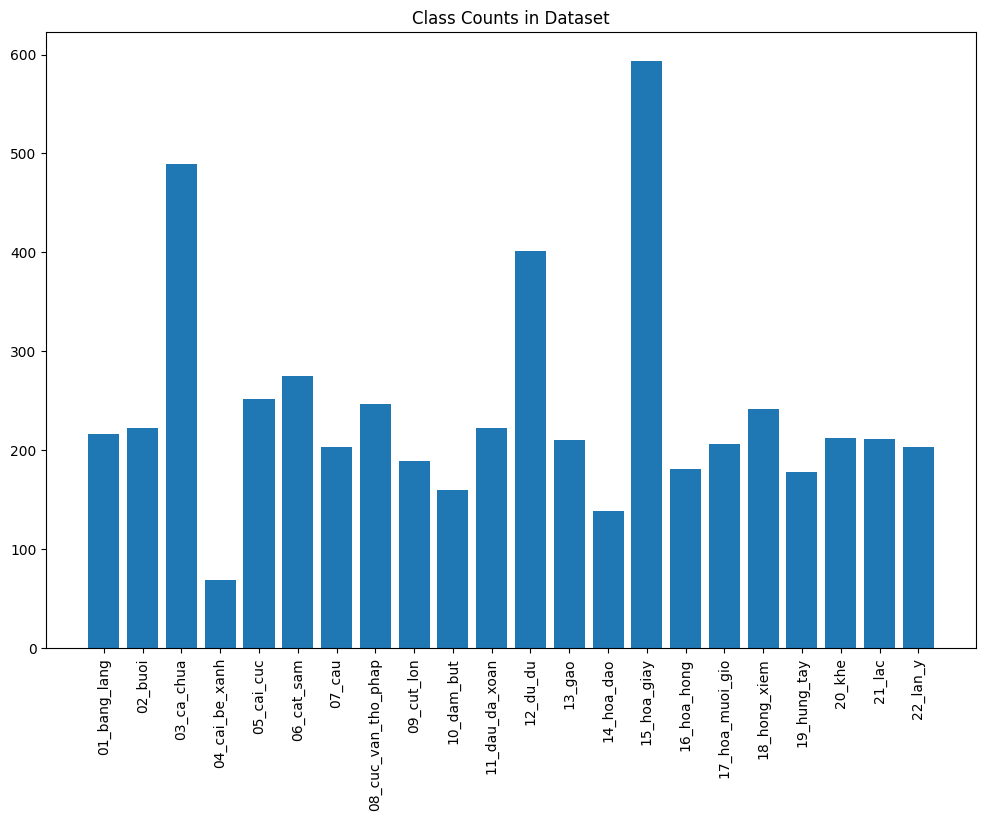 Class Counts in Dataset
600
500
400
300
200
100
0
01_bang_lang
02_buoi
03_ca_chua
04_cai_be_xanh
05_cai_cuc
06_cat_sam
07_cau
08_cuc_van_tho_phap
09_cut_lon
10_dam_but
11_dau_da_xoan
12_du_du
13_gao
14_hoa_dao
15_hoa_giay
16_hoa_hong
17_hoa_muoi_gio
18_hong_xiem
19_hung_tay
20_khe
21_lac
22_lan_y